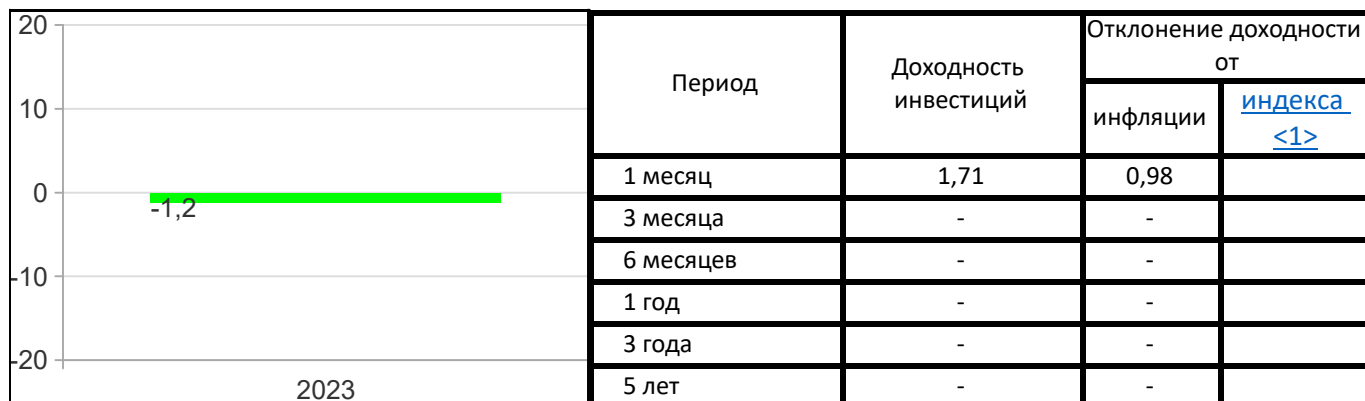 20
10
0
-1,2
-10
-20
2023
Период
Доходность
инвестиций
Отклонение доходности
от
инфляции
индекса
<1>
1 месяц 1,71 0,98
3 месяца - -
6 месяцев - -
1 год - -
3 года - -
5 лет - -